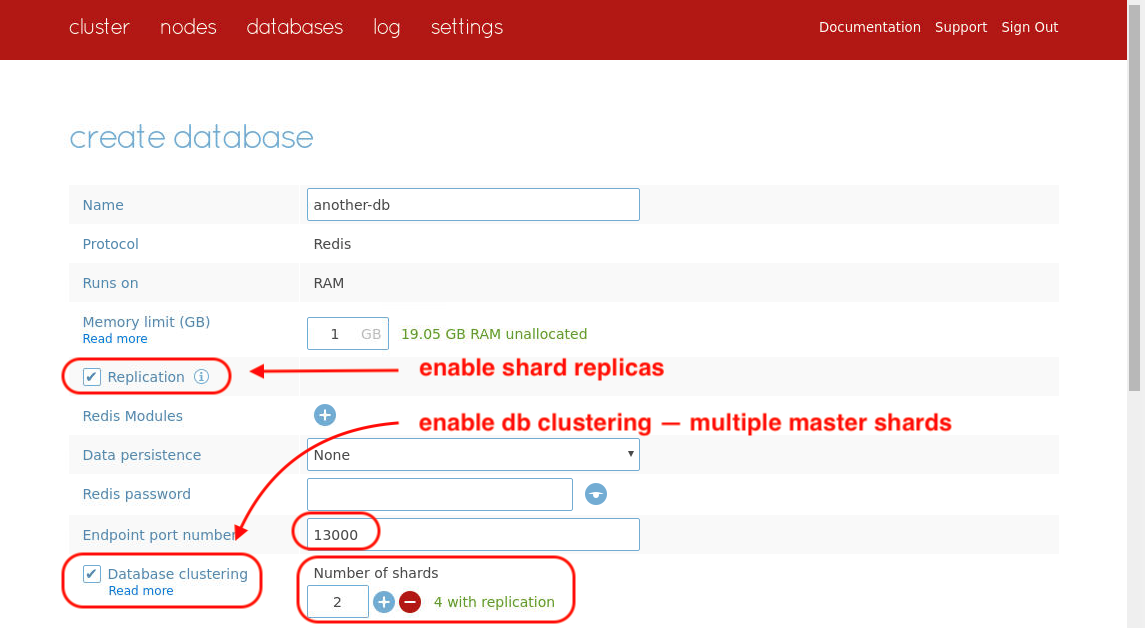 cluster nodes databases log settings Documentation Support Sign Out
create database
Name another-db
Protocol Redis
Runs on RAM
Memory limit (GB)
Read more
1 GB 19.05 GB RAM unallocated
Replication enable shard replicas
Redis Modules
enable db clustering — multiple master shards
Data persistence None
Redis password
Endpoint port number 13000
Database clustering Number of shards
Read more
2 4 with replication